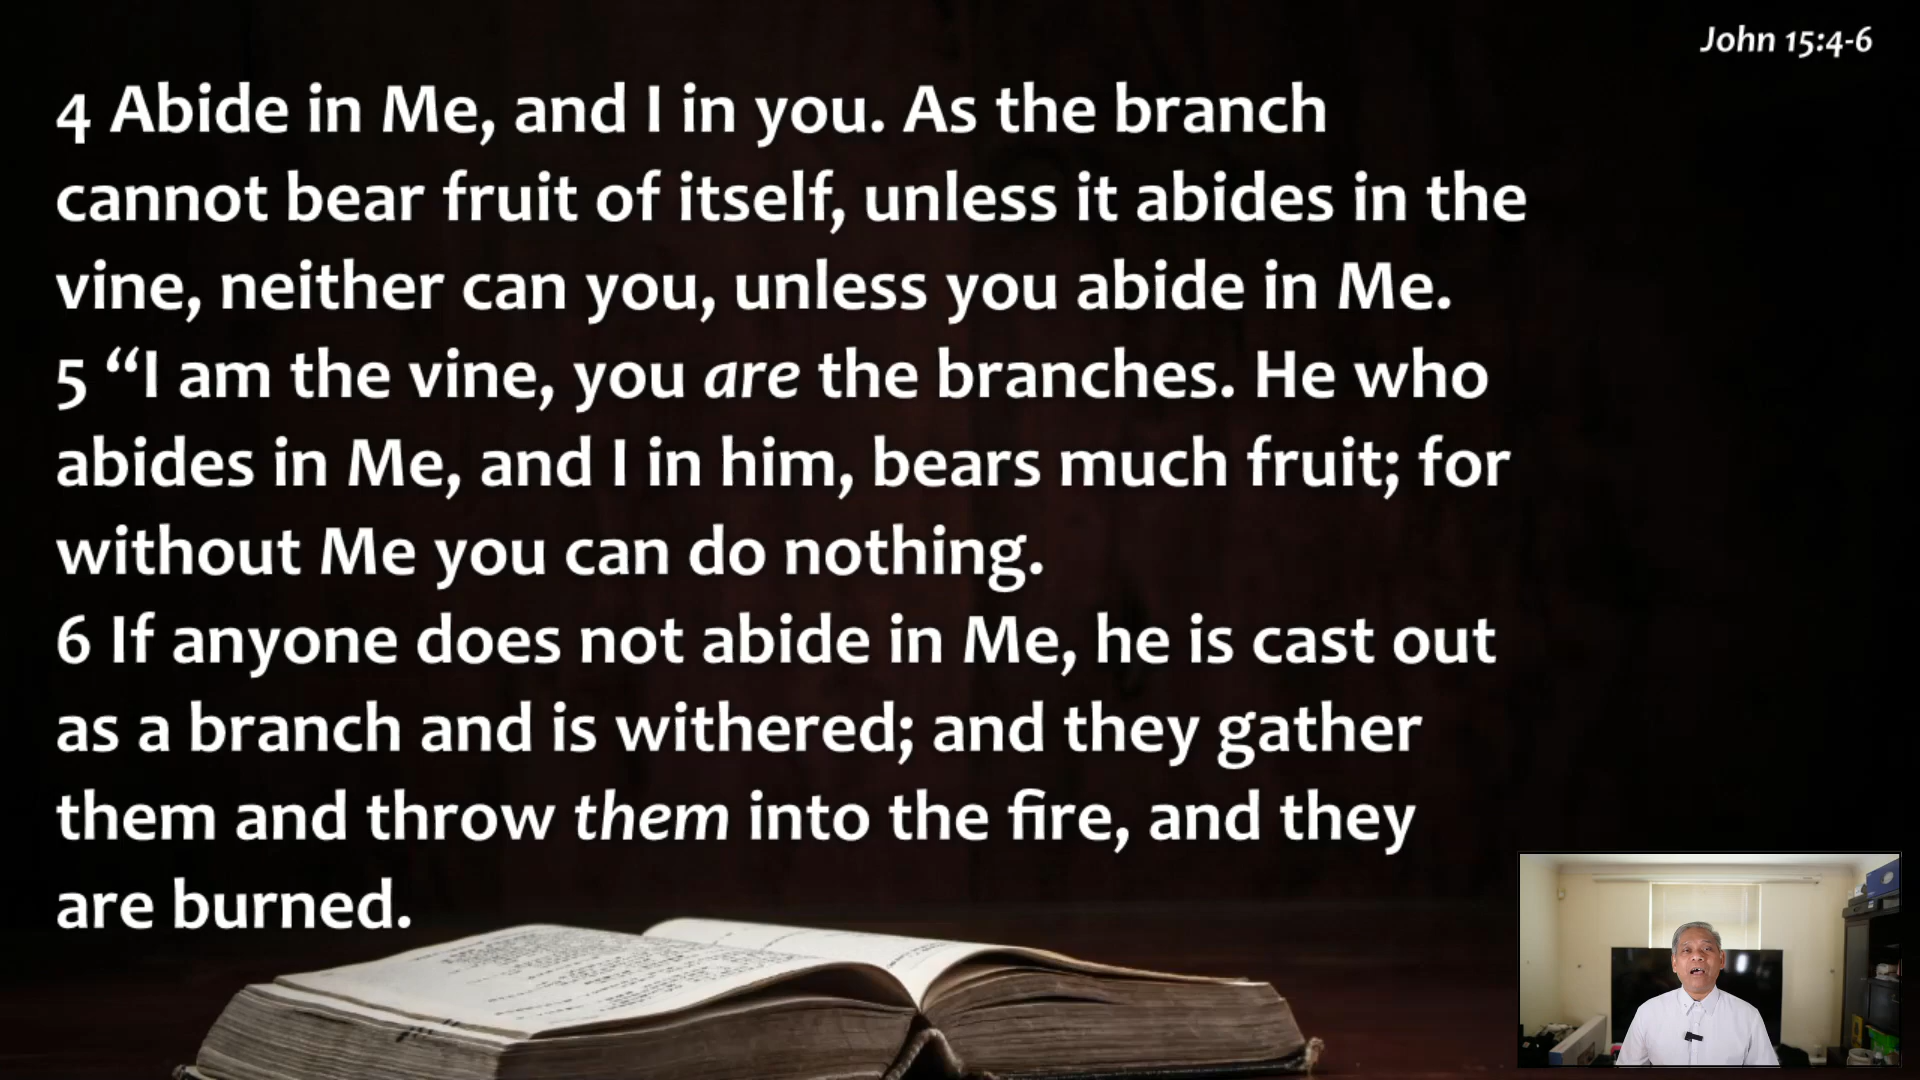 John 15:4-6
4 Abide in Me, and I in you. As the branch
cannot bear fruit of itself, unless it abides in the
vine, neither can you, unless you abide in Me.
5 “I am the vine, you are the branches. He who
abides in Me, and I in him, bears much fruit; for
without Me you can do nothing.
6 If anyone does not abide in Me, he is cast out
as a branch and is withered; and they gather
them and throw them into the fire, and they
are burned.